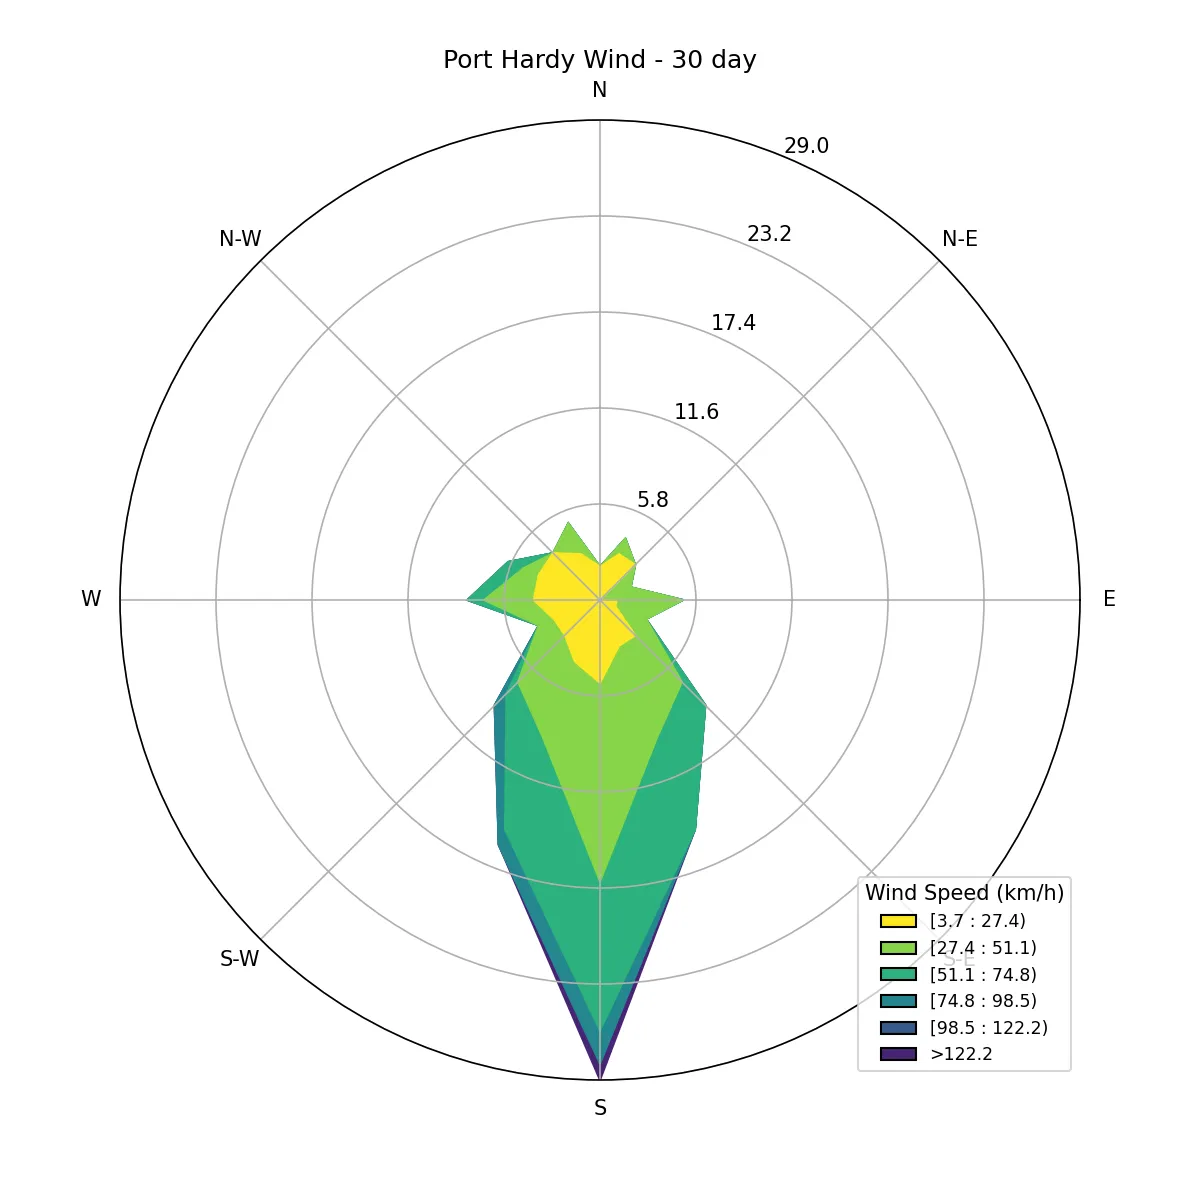 Port Hardy Wind - 30 day
N
29.0
23.2
N-W
N-E
17.4
11.6
5.8
W
E
Wind Speed (km/h)
[3.7 : 27.4)
[27.4 : 51.1)
S-W
S-E
[51.1 : 74.8)
[74.8 : 98.5)
[98.5 : 122.2)
>122.2
S